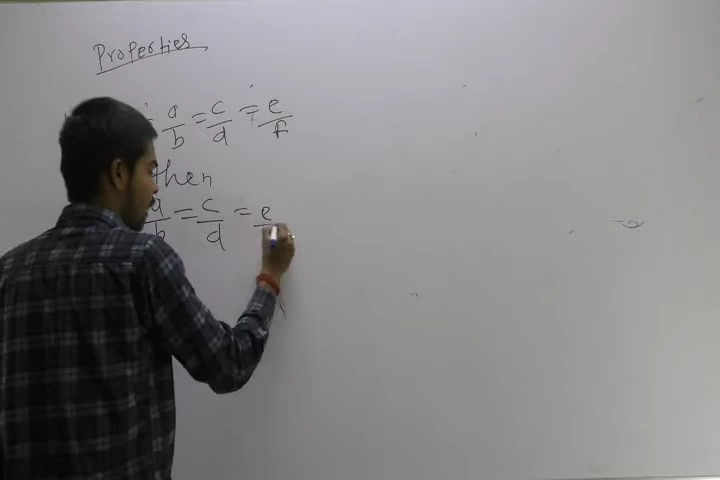 Properties
a/b = c/d = e/f
then
a/b = c/d = e/